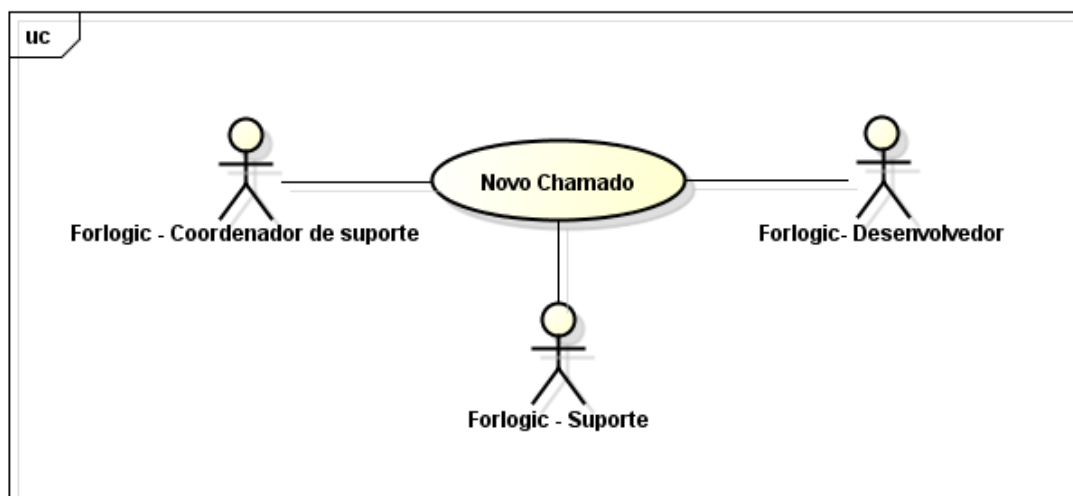 uc
Novo Chamado
Forlogic - Coordenador de suporte
Forlogic- Desenvolvedor
Forlogic - Suporte